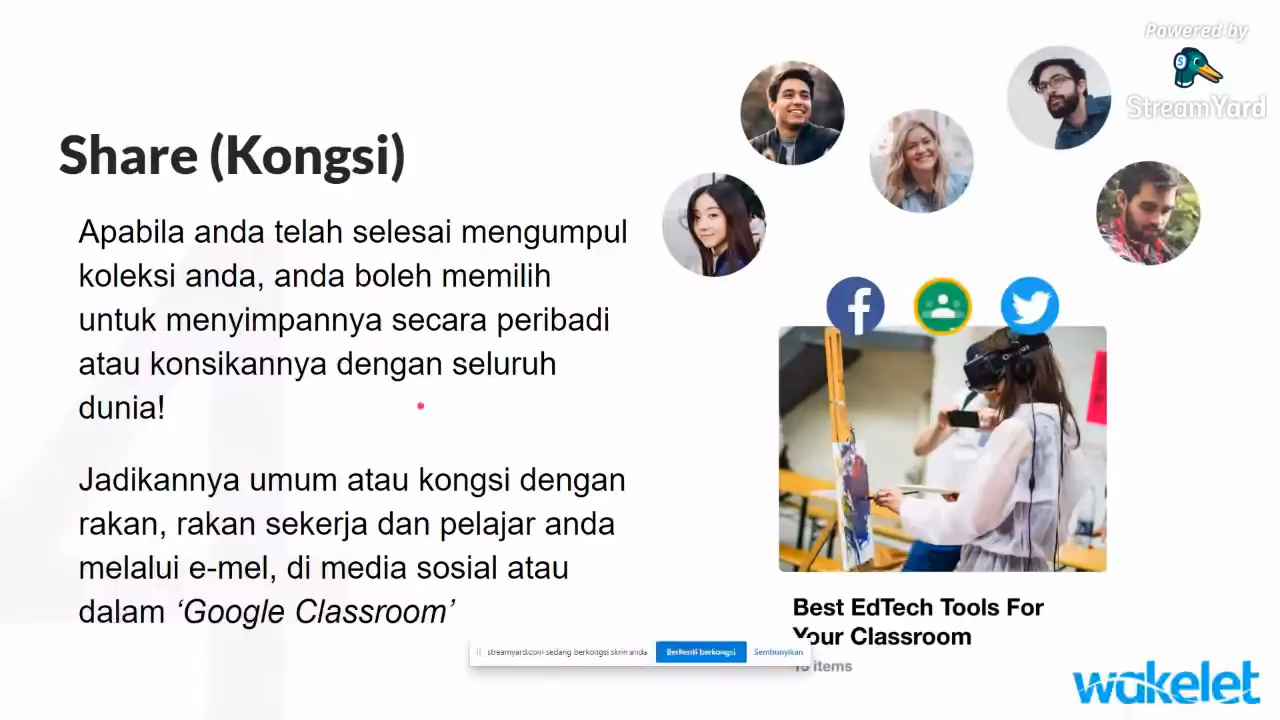 Powered by
StreamYard
Share (Kongsi)
Apabila anda telah selesai mengumpul
koleksi anda, anda boleh memilih
untuk menyimpannya secara peribadi
atau konsikannya dengan seluruh
dunia!
Jadikannya umum atau kongsi dengan
rakan, rakan sekerja dan pelajar anda
melalui e-mel, di media sosial atau
dalam ‘Google Classroom’
Best EdTech Tools For
Your Classroom
15 items
streamyard.com sedang berkongsi skrin anda.
Berhenti berkongsi
Sembunyikan
wakelet